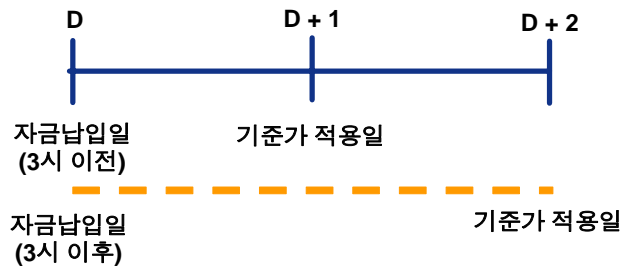 D
D + 1
D + 2
자금납입일
(3시 이전)
기준가 적용일
자금납입일
(3시 이후)
기준가 적용일